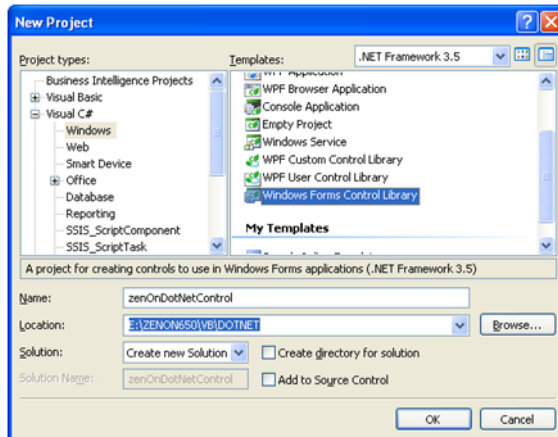 New Project
Project types:
Templates:
.NET Framework 3.5
Business Intelligence Projects
Visual Basic
Visual C#
Windows
Web
Smart Device
Office
Database
Reporting
SSIS_ScriptComponent
SSIS_ScriptTask
WPF Application
WPF Browser Application
Console Application
Empty Project
Windows Service
WPF Custom Control Library
WPF User Control Library
Windows Forms Control Library
My Templates
A project for creating controls to use in Windows Forms applications (.NET Framework 3.5)
Name:
zenOnDotNetControl
Location:
E:\ZENON650\VB\DOTNET
Browse...
Solution:
Create new Solution
Create directory for solution
Solution Name:
zenOnDotNetControl
Add to Source Control
OK
Cancel